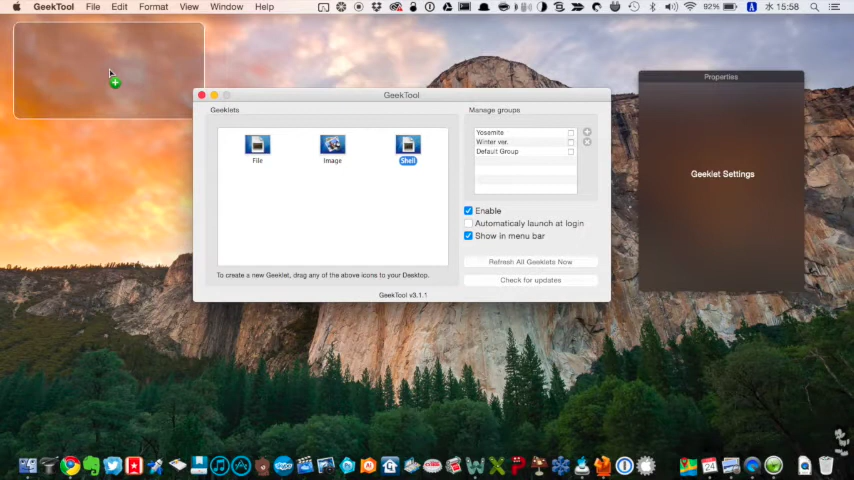 GeekTool File Edit Format View Window Help
92% A 水 15:58
GeekTool
Properties
Geeklets
Manage groups
File
Image
Shell
Yosemite
Winter ver.
Default Group
Geeklet Settings
Enable
Automaticaly launch at login
Show in menu bar
Refresh All Geeklets Now
To create a new Geeklet, drag any of the above icons to your Desktop.
Check for updates
GeekTool v3.1.1
24